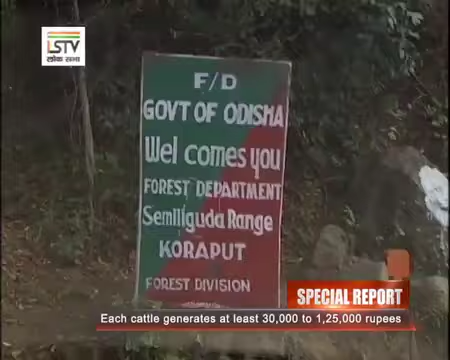 LSTV
लोक सभा
F/D
GOVT OF ODISHA
Wel comes you
FOREST DEPARTMENT
Semiliguda Range
KORAPUT
FOREST DIVISION
SPECIAL REPORT
Each cattle generates at least 30,000 to 1,25,000 rupees